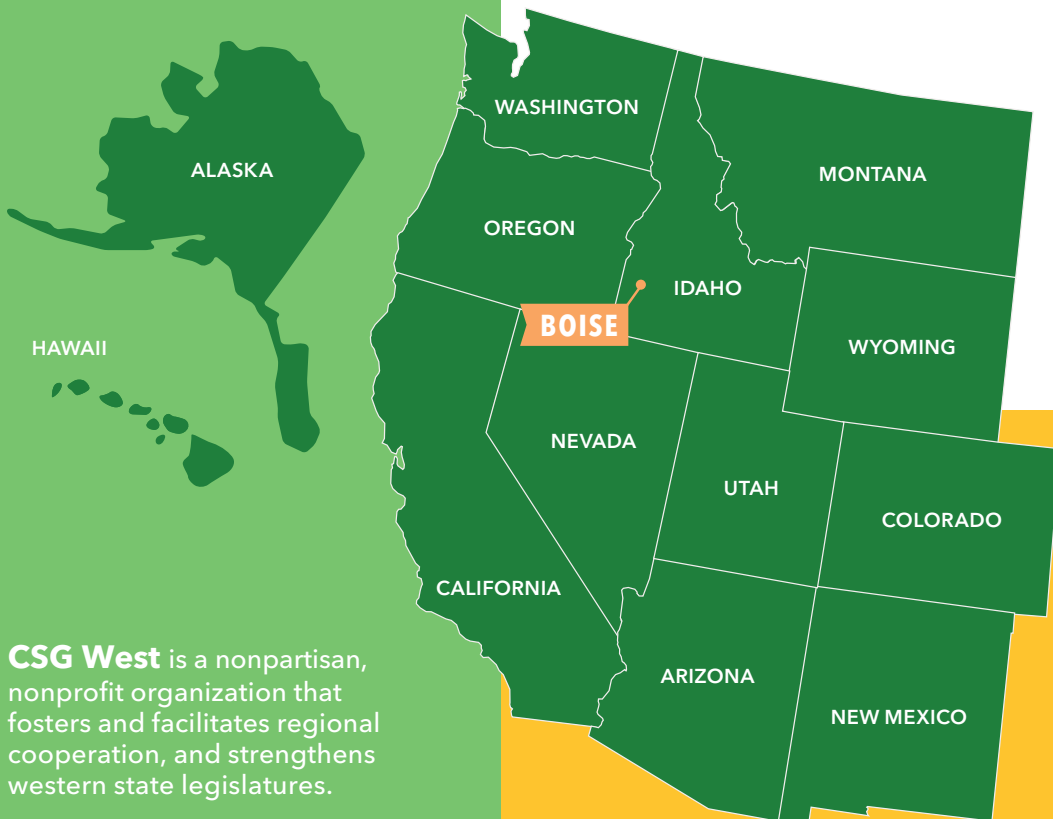 WASHINGTON
ALASKA
MONTANA
OREGON
IDAHO
BOISE
HAWAII
WYOMING
NEVADA
UTAH
COLORADO
CALIFORNIA
ARIZONA
NEW MEXICO
CSG West is a nonpartisan,
nonprofit organization that
fosters and facilitates regional
cooperation, and strengthens
western state legislatures.